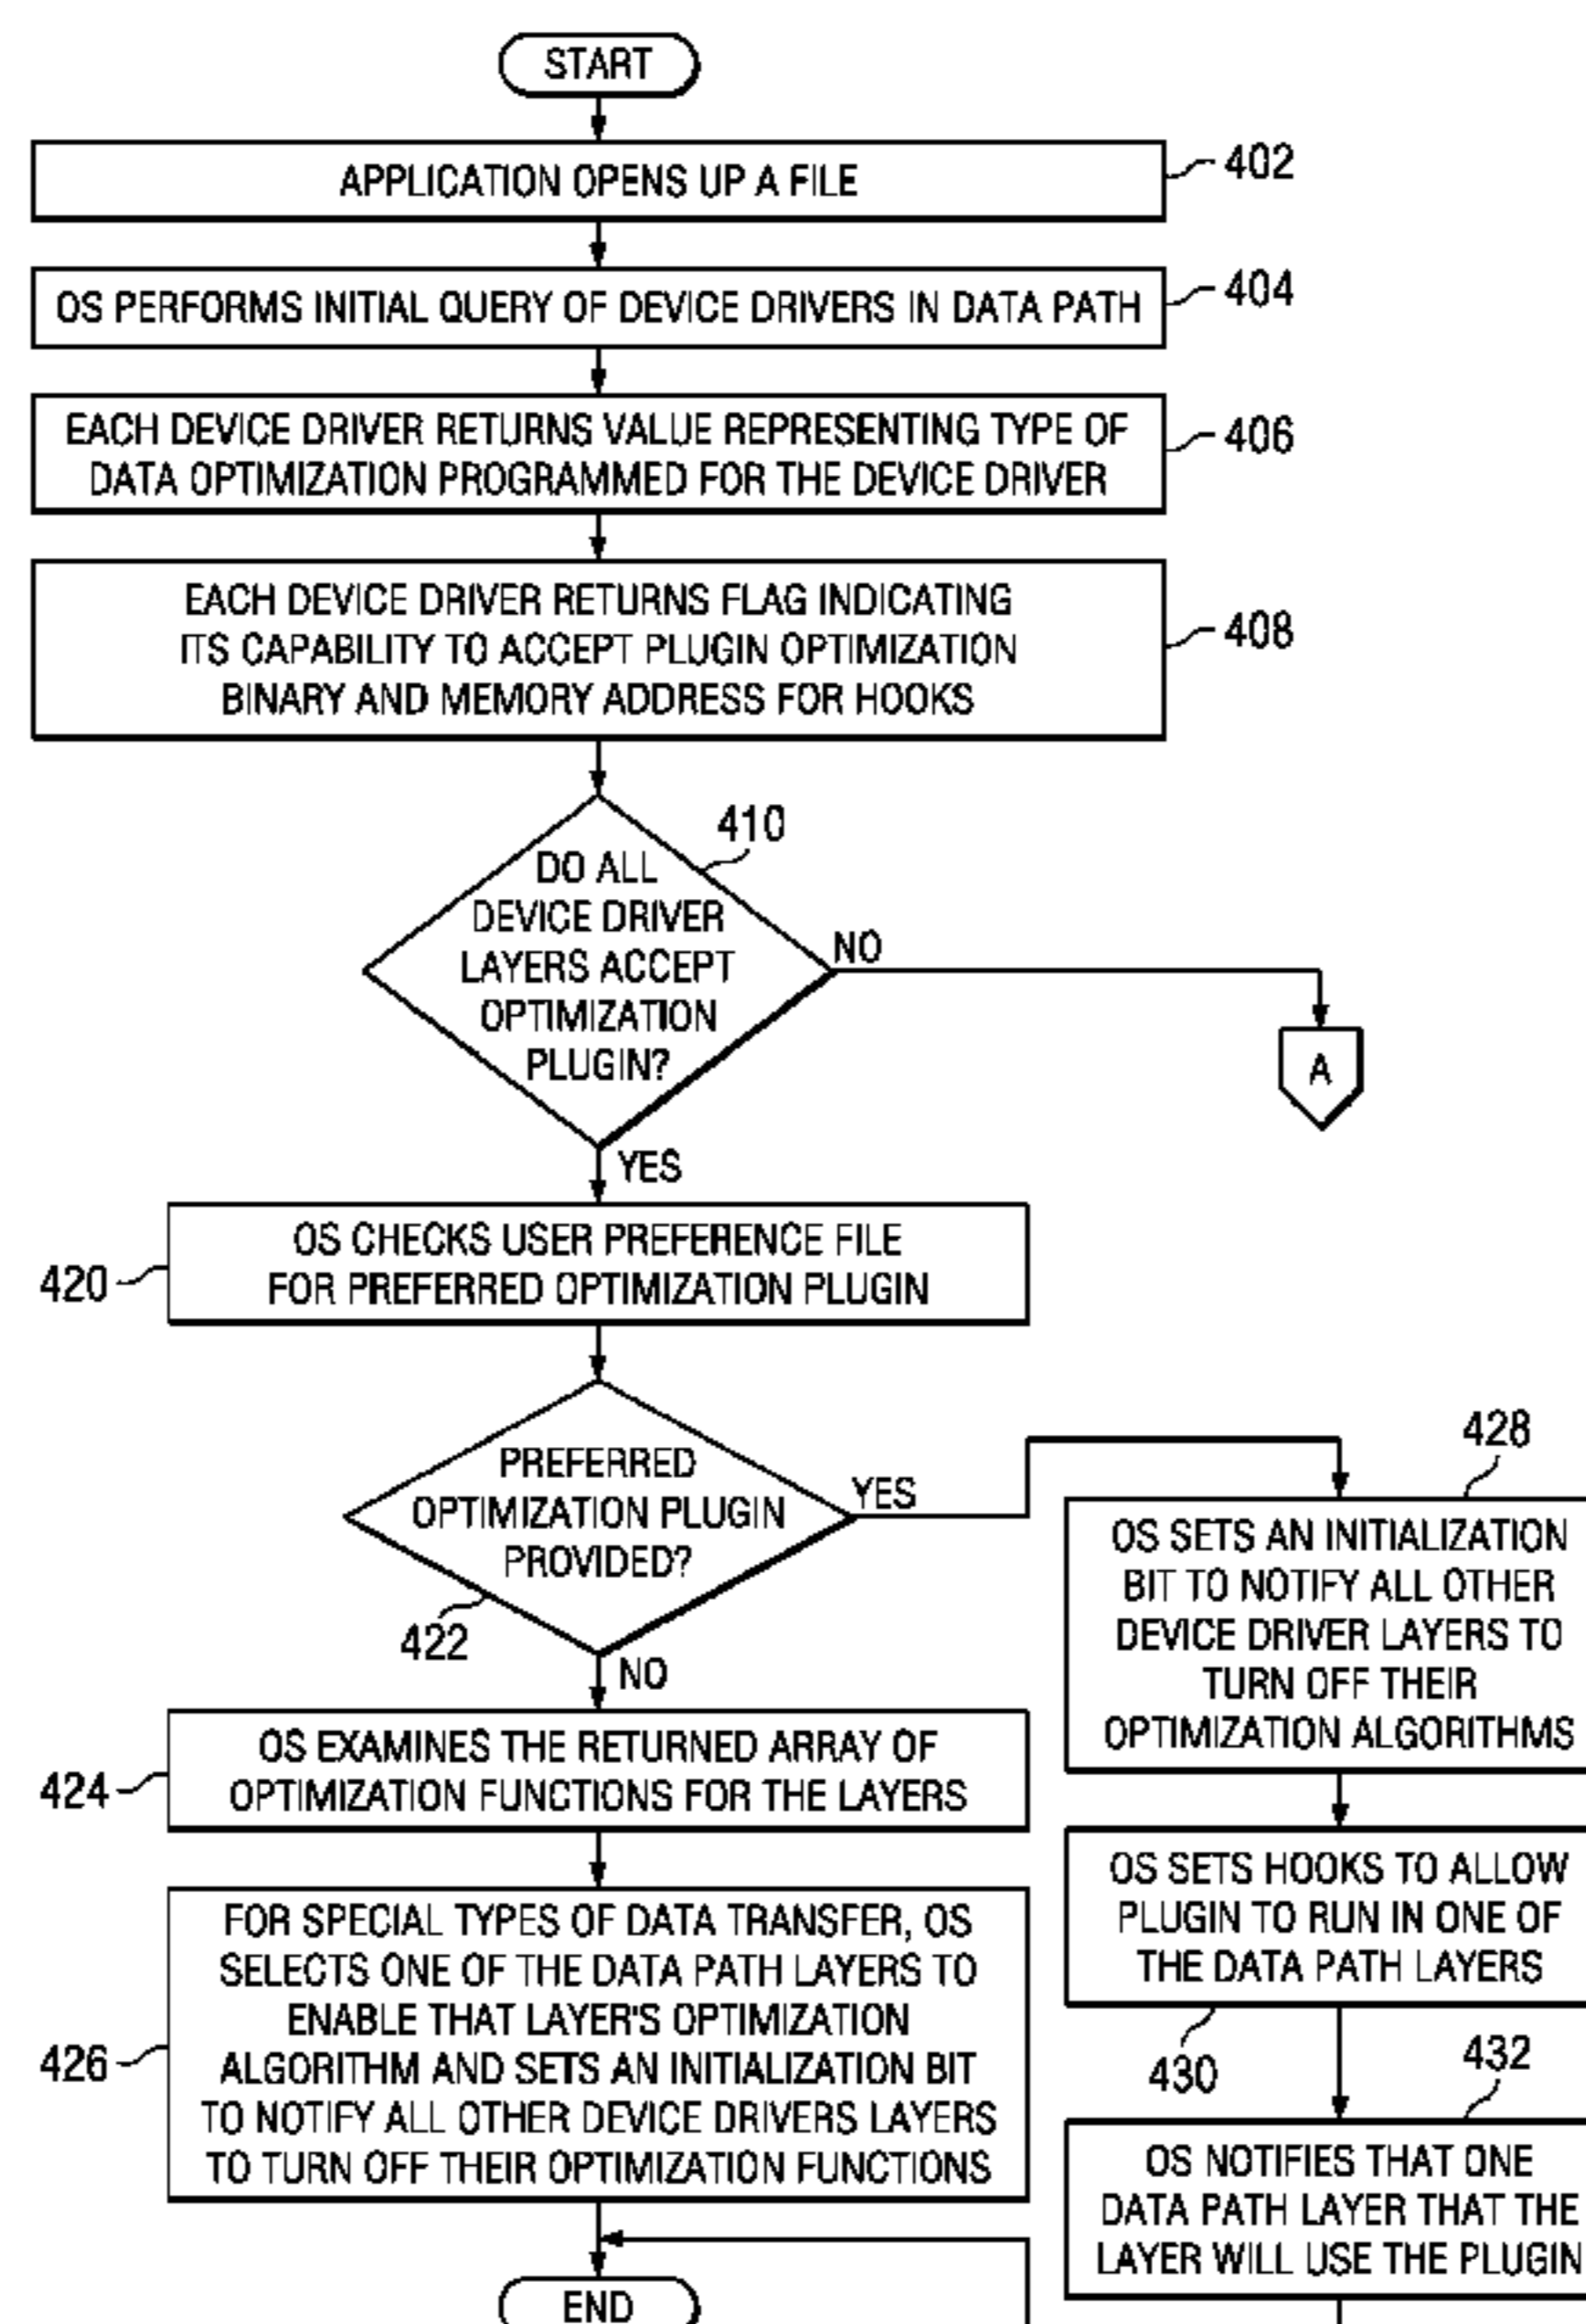 START
APPLICATION OPENS UP A FILE
402
OS PERFORMS INITIAL QUERY OF DEVICE DRIVERS IN DATA PATH
404
EACH DEVICE DRIVER RETURNS VALUE REPRESENTING TYPE OF
DATA OPTIMIZATION PROGRAMMED FOR THE DEVICE DRIVER
406
EACH DEVICE DRIVER RETURNS FLAG INDICATING
ITS CAPABILITY TO ACCEPT PLUGIN OPTIMIZATION
BINARY AND MEMORY ADDRESS FOR HOOKS
408
410
DO ALL
DEVICE DRIVER
LAYERS ACCEPT
OPTIMIZATION
PLUGIN?
NO
A
YES
OS CHECKS USER PREFERENCE FILE
FOR PREFERRED OPTIMIZATION PLUGIN
420
PREFERRED
OPTIMIZATION PLUGIN
PROVIDED?
422
YES
NO
OS EXAMINES THE RETURNED ARRAY OF
OPTIMIZATION FUNCTIONS FOR THE LAYERS
424
FOR SPECIAL TYPES OF DATA TRANSFER, OS
SELECTS ONE OF THE DATA PATH LAYERS TO
ENABLE THAT LAYER'S OPTIMIZATION
ALGORITHM AND SETS AN INITIALIZATION BIT
TO NOTIFY ALL OTHER DEVICE DRIVERS LAYERS
TO TURN OFF THEIR OPTIMIZATION FUNCTIONS
426
428
OS SETS AN INITIALIZATION
BIT TO NOTIFY ALL OTHER
DEVICE DRIVER LAYERS TO
TURN OFF THEIR
OPTIMIZATION ALGORITHMS
OS SETS HOOKS TO ALLOW
PLUGIN TO RUN IN ONE OF
THE DATA PATH LAYERS
430
432
OS NOTIFIES THAT ONE
DATA PATH LAYER THAT THE
LAYER WILL USE THE PLUGIN
END